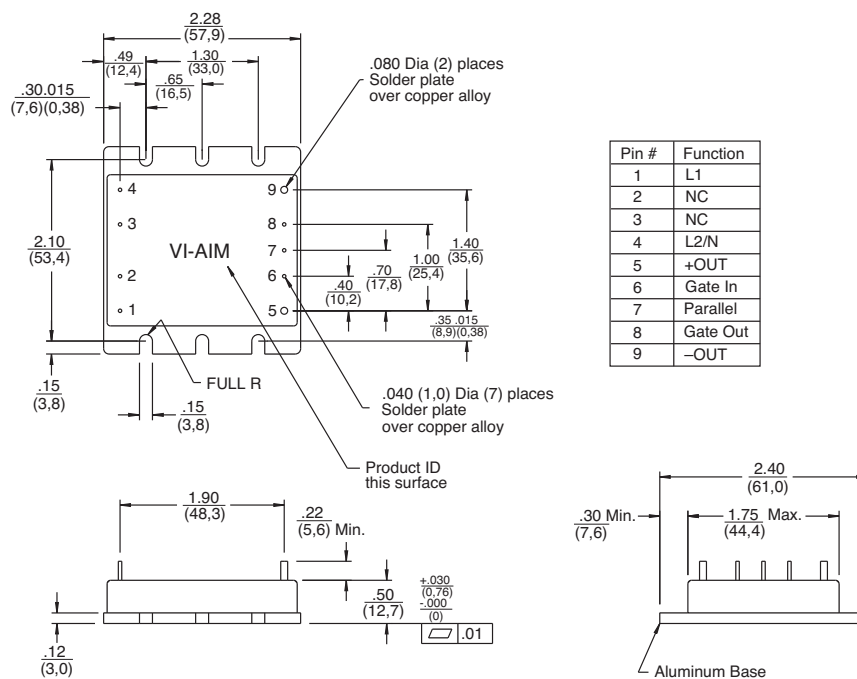 2.28
(57,9)
.49
(12,4)
1.30
(33,0)
.65
(16,5)
.30.015
(7,6)(0,38)
.080 Dia (2) places
Solder plate
over copper alloy
4
3
2
1
VI-AIM
9
8
7
6
5
2.10
(53,4)
1.40
(35,6)
1.00
(25,4)
.70
(17,8)
.40
(10,2)
.35 .015
(8,9)(0,38)
.15
(3,8)
FULL R
.15
(3,8)
.040 (1,0) Dia (7) places
Solder plate
over copper alloy
Product ID
this surface
Pin # Function
1 L1
2 NC
3 NC
4 L2/N
5 +OUT
6 Gate In
7 Parallel
8 Gate Out
9 –OUT
1.90
(48,3)
.22
(5,6) Min.
.50
(12,7)
+.030
(0,76)
-.000
(0)
.01
.12
(3,0)
2.40
(61,0)
.30 Min.
(7,6)
1.75 Max.
(44,4)
Aluminum Base